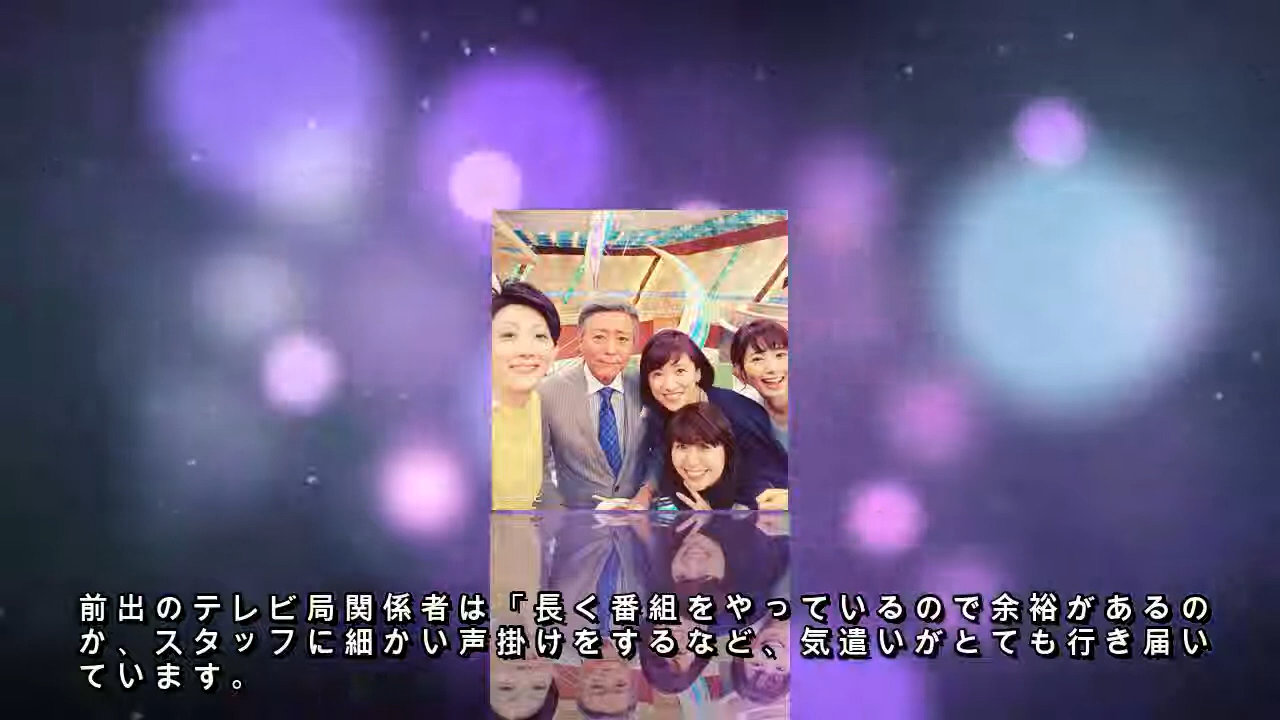 前出のテレビ局関係者は「長く番組をやっているので余裕があるの
か、スタッフに細かい声掛けをするなど、気遣いがとても行き届い
ています。